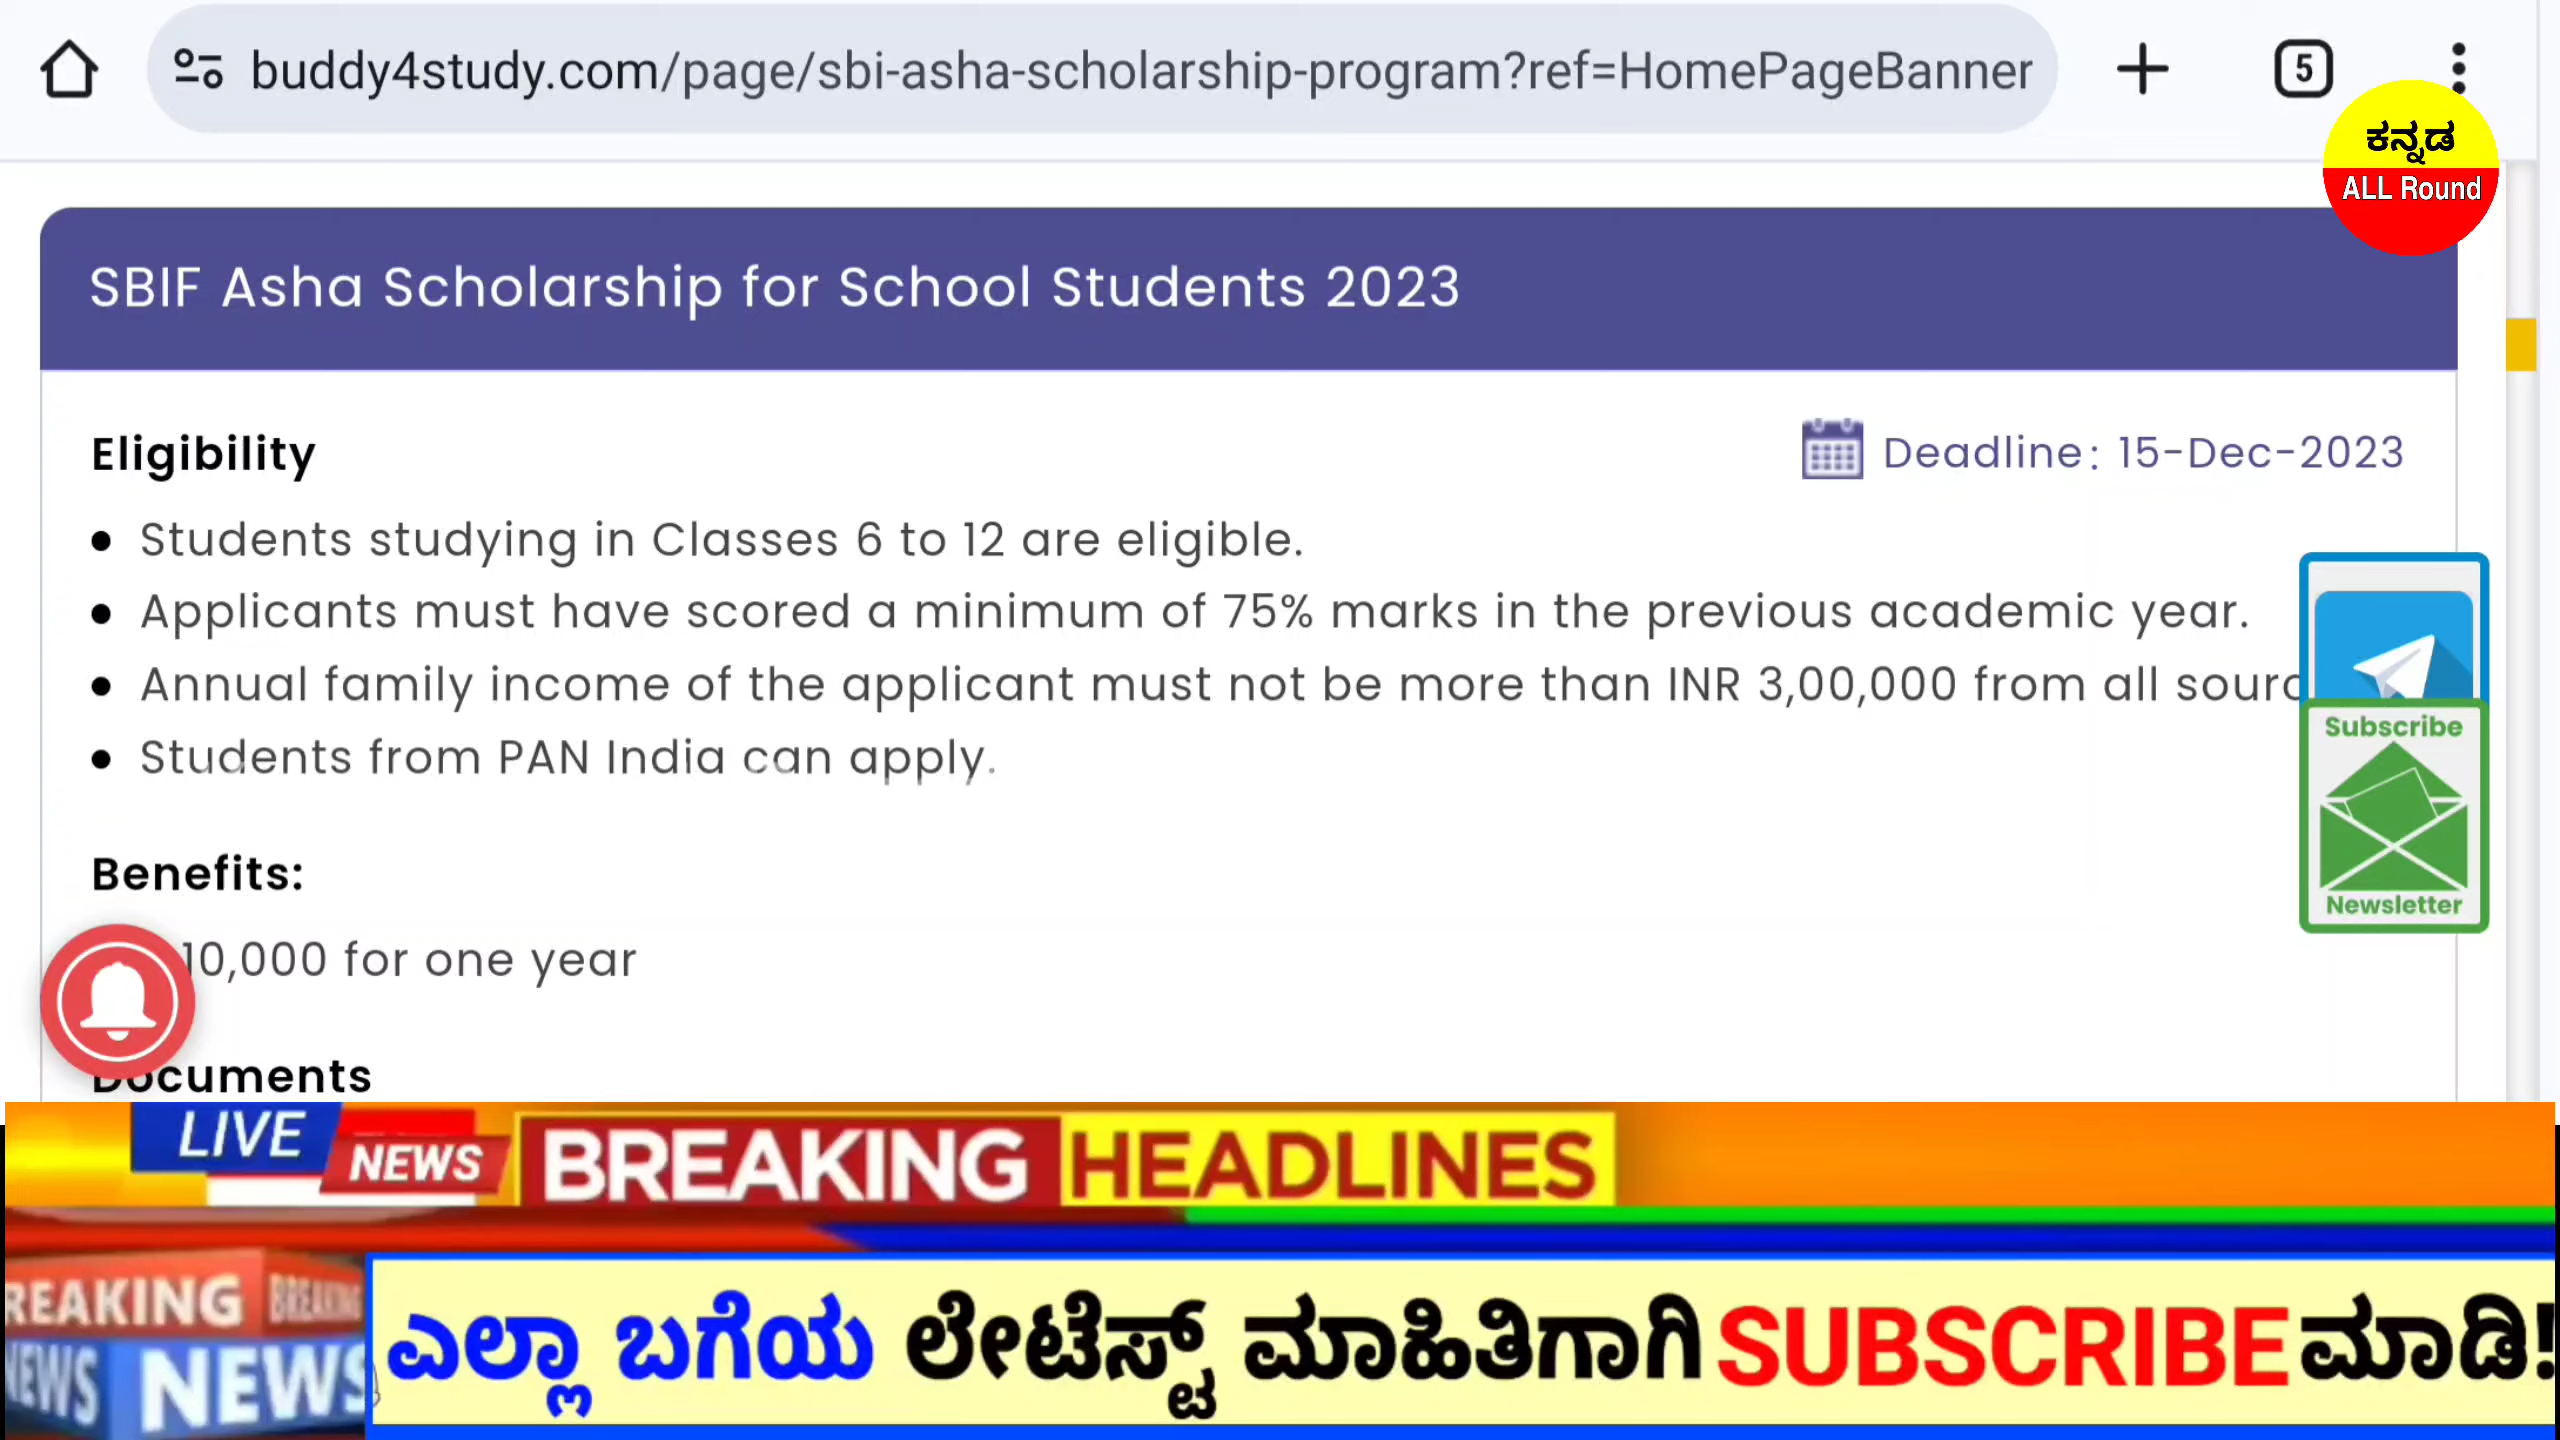 buddy4study.com/page/sbi-asha-scholarship-program?ref=HomePageBanner
5
ಕನ್ನಡ
ALL Round
SBIF Asha Scholarship for School Students 2023
Eligibility
Deadline: 15-Dec-2023
Students studying in Classes 6 to 12 are eligible.
Applicants must have scored a minimum of 75% marks in the previous academic year.
Annual family income of the applicant must not be more than INR 3,00,000 from all
Students from PAN India can apply.
Subscribe
Newsletter
Benefits:
10,000 for one year
Documents
LIVE
NEWS
BREAKING HEADLINES
BREAKING
NEWS NEWS
ಎಲ್ಲಾ ಬಗೆಯ ಲೇಟೆಸ್ಟ್ ಮಾಹಿತಿಗಾಗಿ SUBSCRIBE ಮಾಡಿ!